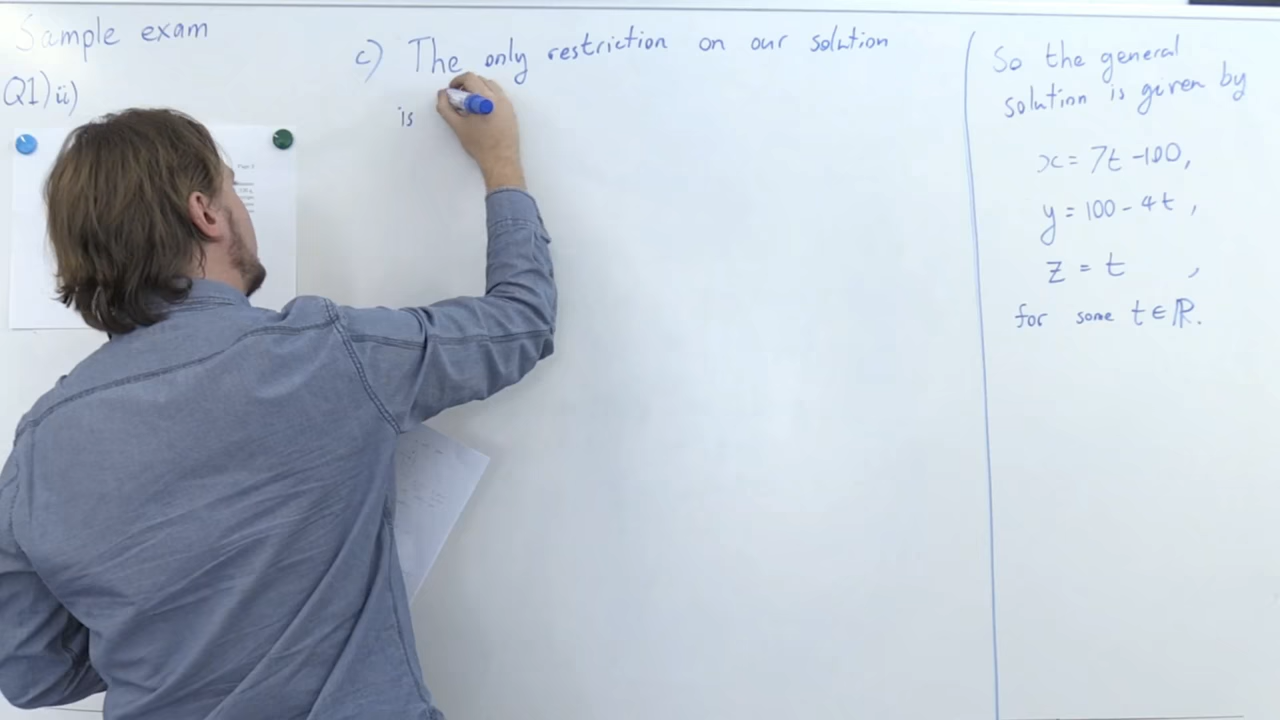 Sample exam
Q1) ii)
c) The only restriction on our solution
is
So the general
solution is given by
x = 7t - 100,
y = 100 - 4t,
z = t,
for some t ∈ ℝ.